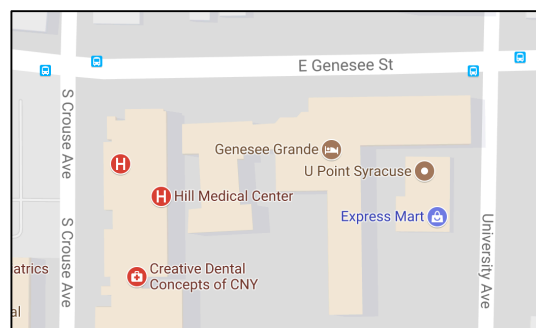 E Genesee St
S Crouse Ave
Genesee Grande
U Point Syracuse
H
H
Hill Medical Center
Express Mart
S Crouse Ave
University Ave
atrics
Creative Dental
Concepts of CNY
al